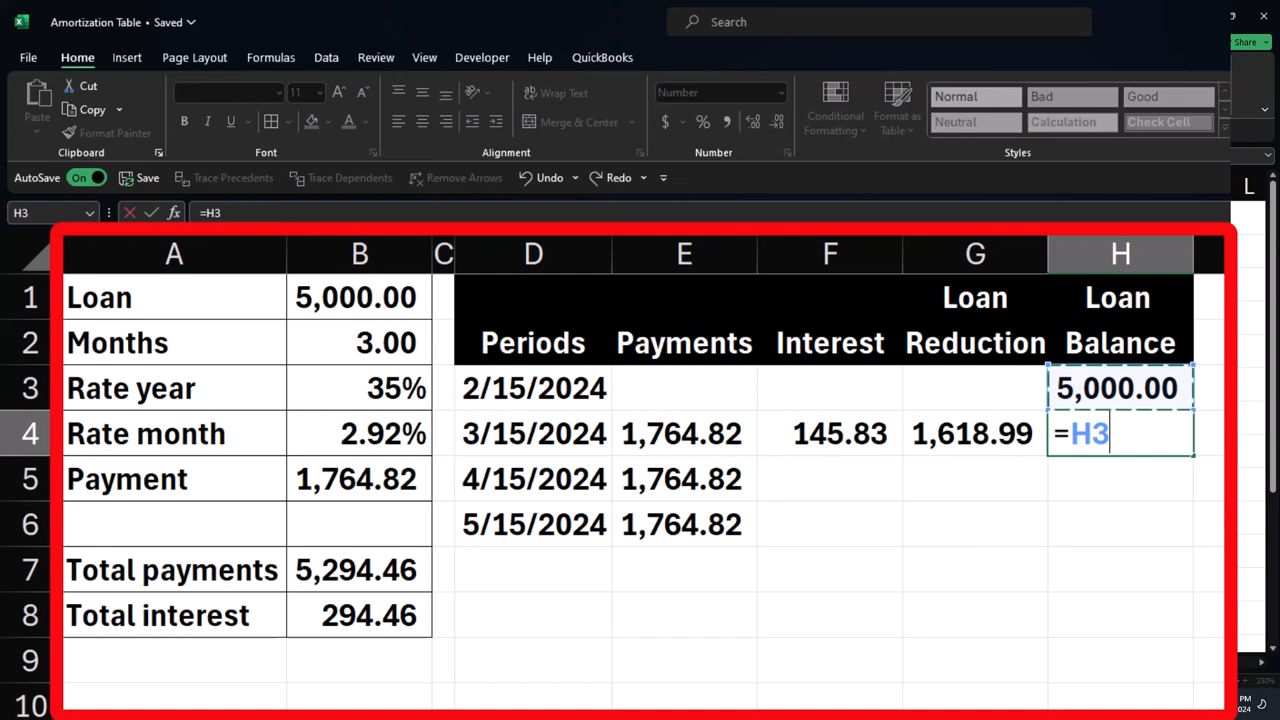 Amortization Table • Saved
Search
File Home Insert Page Layout Formulas Data Review View Developer Help QuickBooks
Share
Paste
Cut
Copy
Format Painter
Clipboard
11
B I U
Font
Wrap Text
Merge & Center
Alignment
Number
$ %
Number
Conditional Formatting
Format as Table
Normal Bad Good
Neutral Calculation Check Cell
Styles
AutoSave On Save Trace Precedents Trace Dependents Remove Arrows Undo Redo
H3 fx =H3
L
A B C D E F G H
1 Loan 5,000.00 Loan Loan
2 Months 3.00 Periods Payments Interest Reduction Balance
3 Rate year 35% 2/15/2024 5,000.00
4 Rate month 2.92% 3/15/2024 1,764.82 145.83 1,618.99 =H3
5 Payment 1,764.82 4/15/2024 1,764.82
6 5/15/2024 1,764.82
7 Total payments 5,294.46
8 Total interest 294.46
9
10
250%
PM
2024